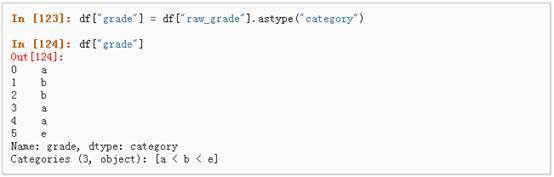 In [123]: df["grade"] = df["raw_grade"].astype("category")
In [124]: df["grade"]
Out[124]:
0 a
1 b
2 b
3 a
4 a
5 e
Name: grade, dtype: category
Categories (3, object): [a < b < e]